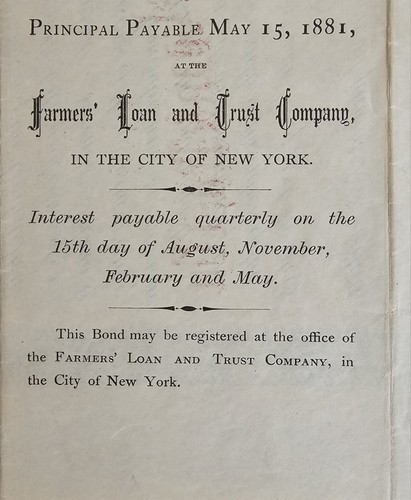 Principal Payable May 15, 1881,
AT THE
Farmers' Loan and Trust Company,
IN THE CITY OF NEW YORK.
Interest payable quarterly on the
15th day of August, November,
February and May.
This Bond may be registered at the office of
the Farmers' Loan and Trust Company, in
the City of New York.